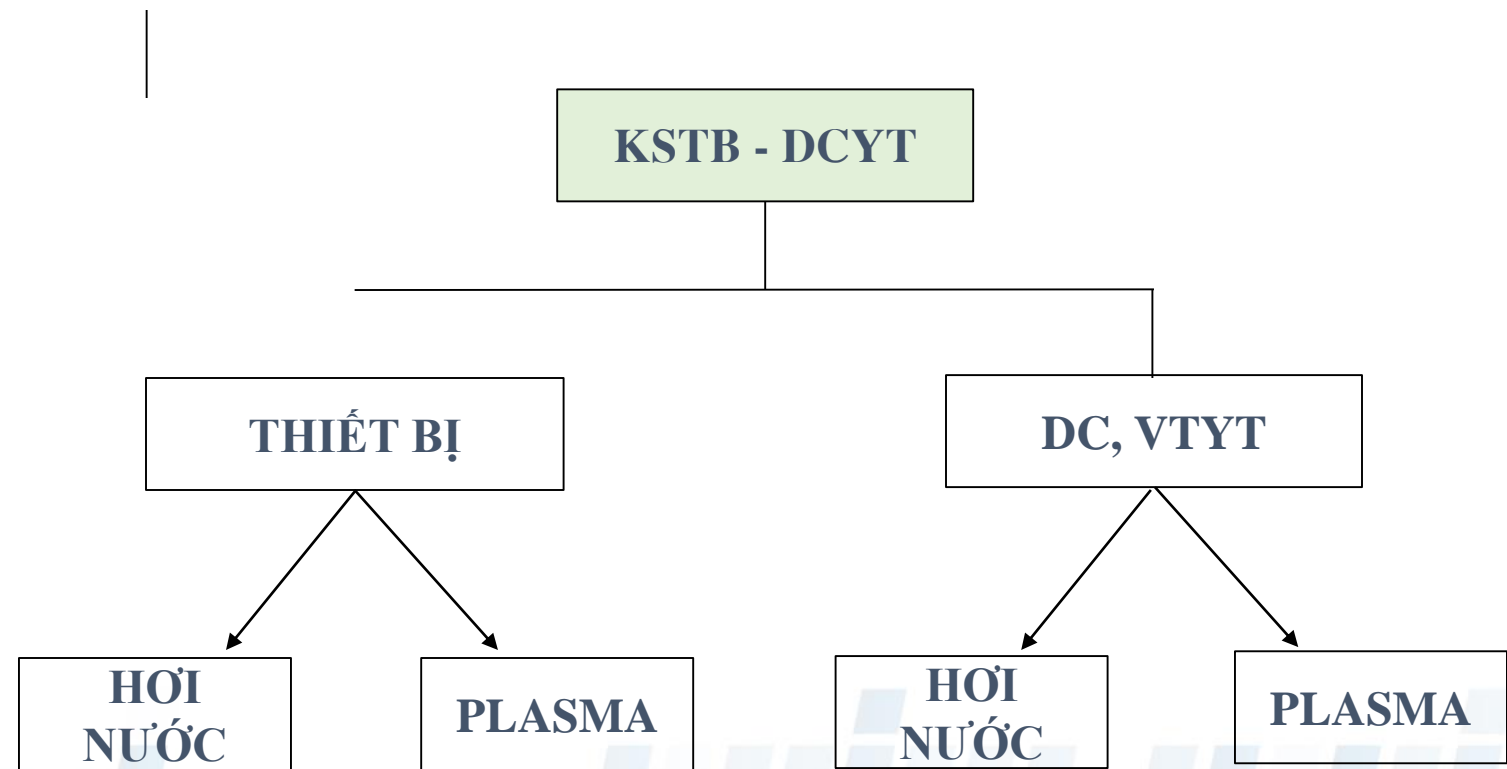 KSTB - DCYT
THIẾT BỊ
DC, VTYT
HƠI
NƯỚC
PLASMA
HƠI
NƯỚC
PLASMA